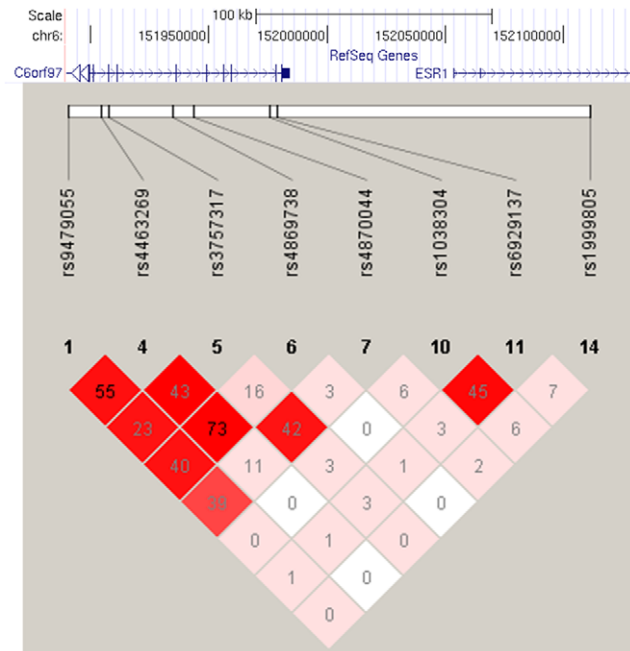 Scale 100 kb
chr6: 151950000 152000000 152050000 152100000
RefSeq Genes
C6orf97 ESR1
rs9479055 rs4463269 rs3757317 rs4869738 rs4870044 rs1038304 rs6929137 rs1999805
1 4 5 6 7 10 11 14
55 43 16 3 6 45 7
23 73 42 0 3 6
40 11 3 1 2
39 0 3 0
0 1 0
1 0
0